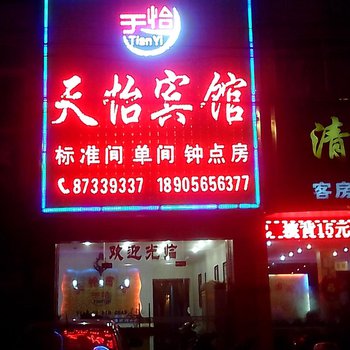 天怡
TianYi
天怡宾馆
标准间 单间 钟点房
87339337 18905656377
欢迎光临
清
客房
15元